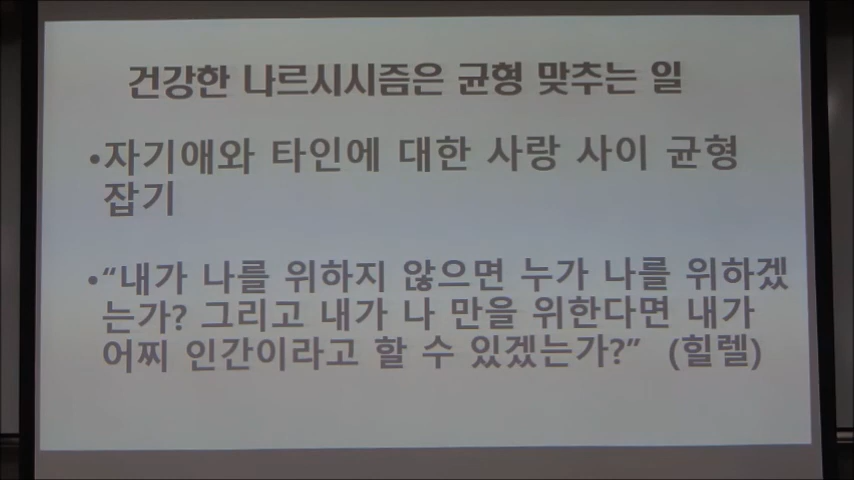 건강한 나르시시즘은 균형 맞추는 일
•자기애와 타인에 대한 사랑 사이 균형
잡기
•“내가 나를 위하지 않으면 누가 나를 위하겠
는가? 그리고 내가 나 만을 위한다면 내가
어찌 인간이라고 할 수 있겠는가?” (힐렐)